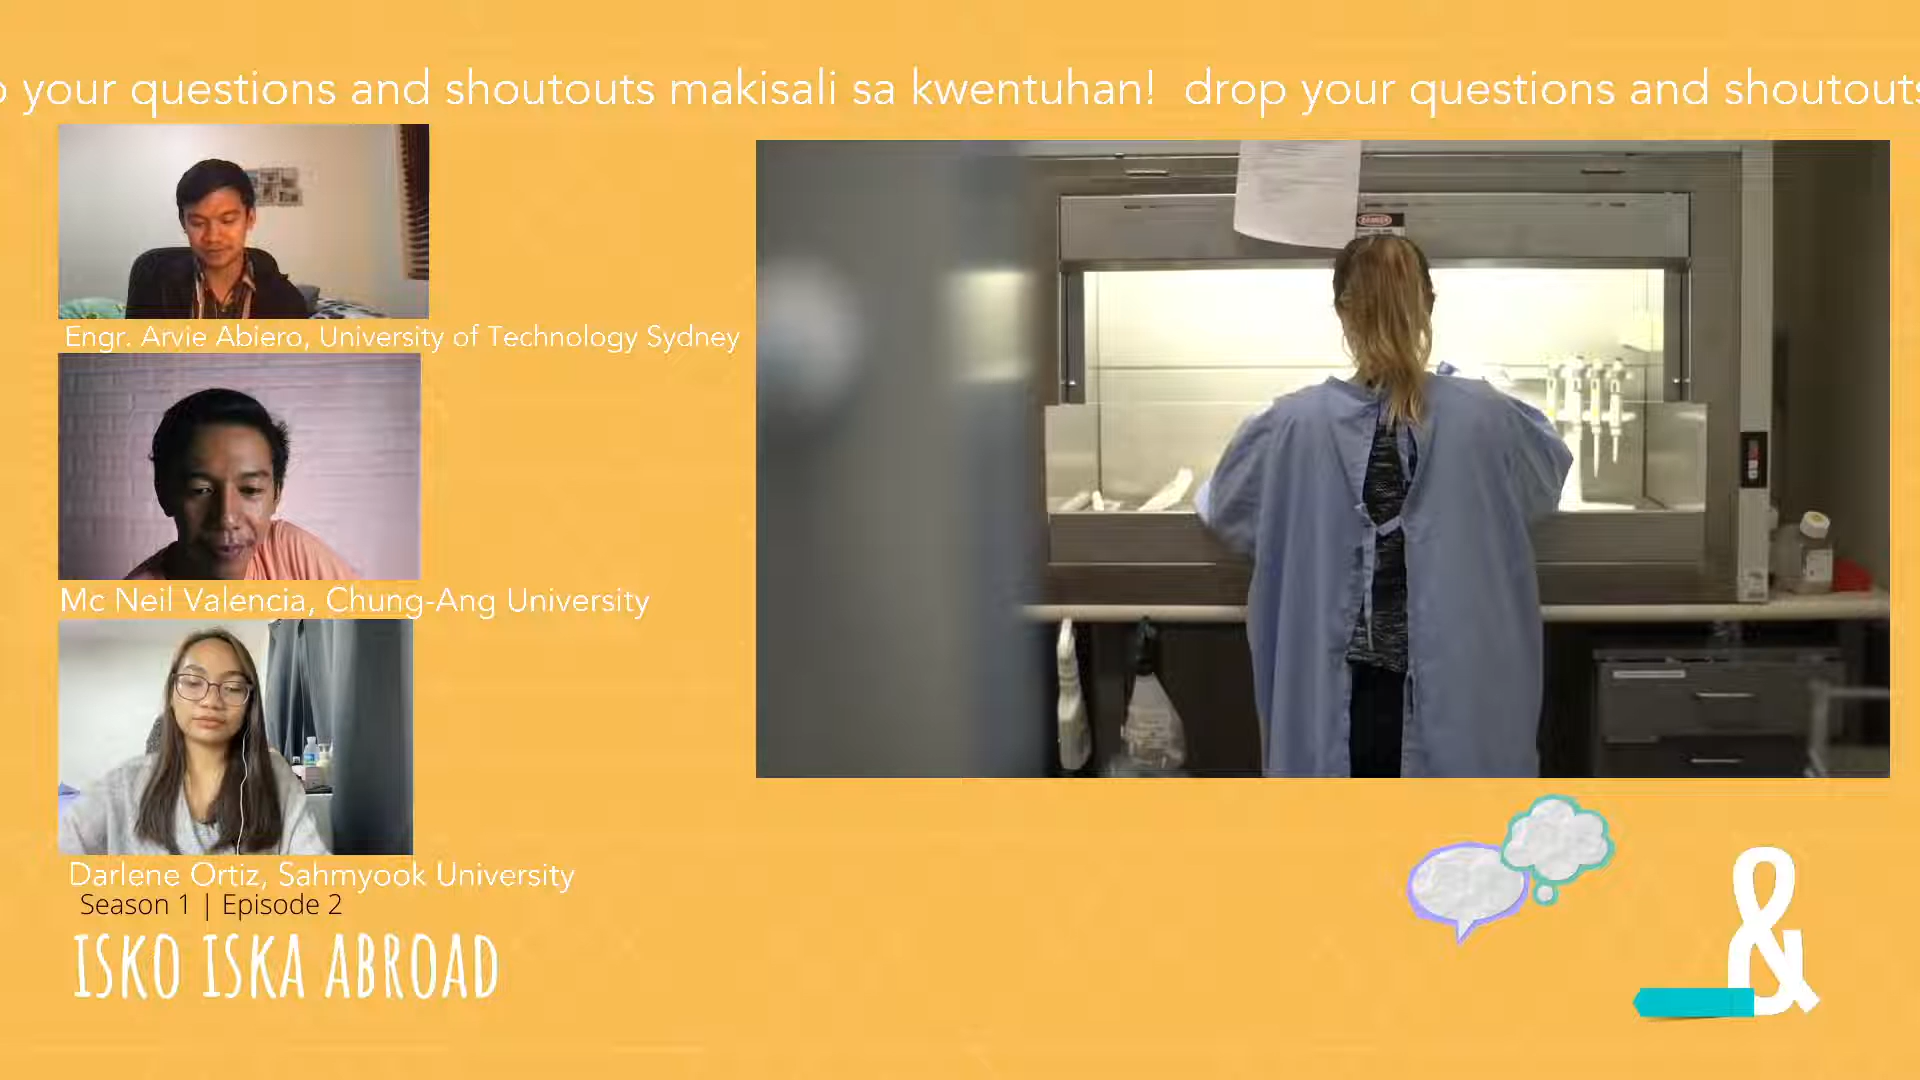 your questions and shoutouts makisali sa kwentuhan! drop your questions and shoutouts
Engr. Arvie Abiero, University of Technology Sydney
Mc Neil Valencia, Chung-Ang University
Darlene Ortiz, Sahmyook University
Season 1 | Episode 2
ISKO ISKA ABROAD
&
DANGER